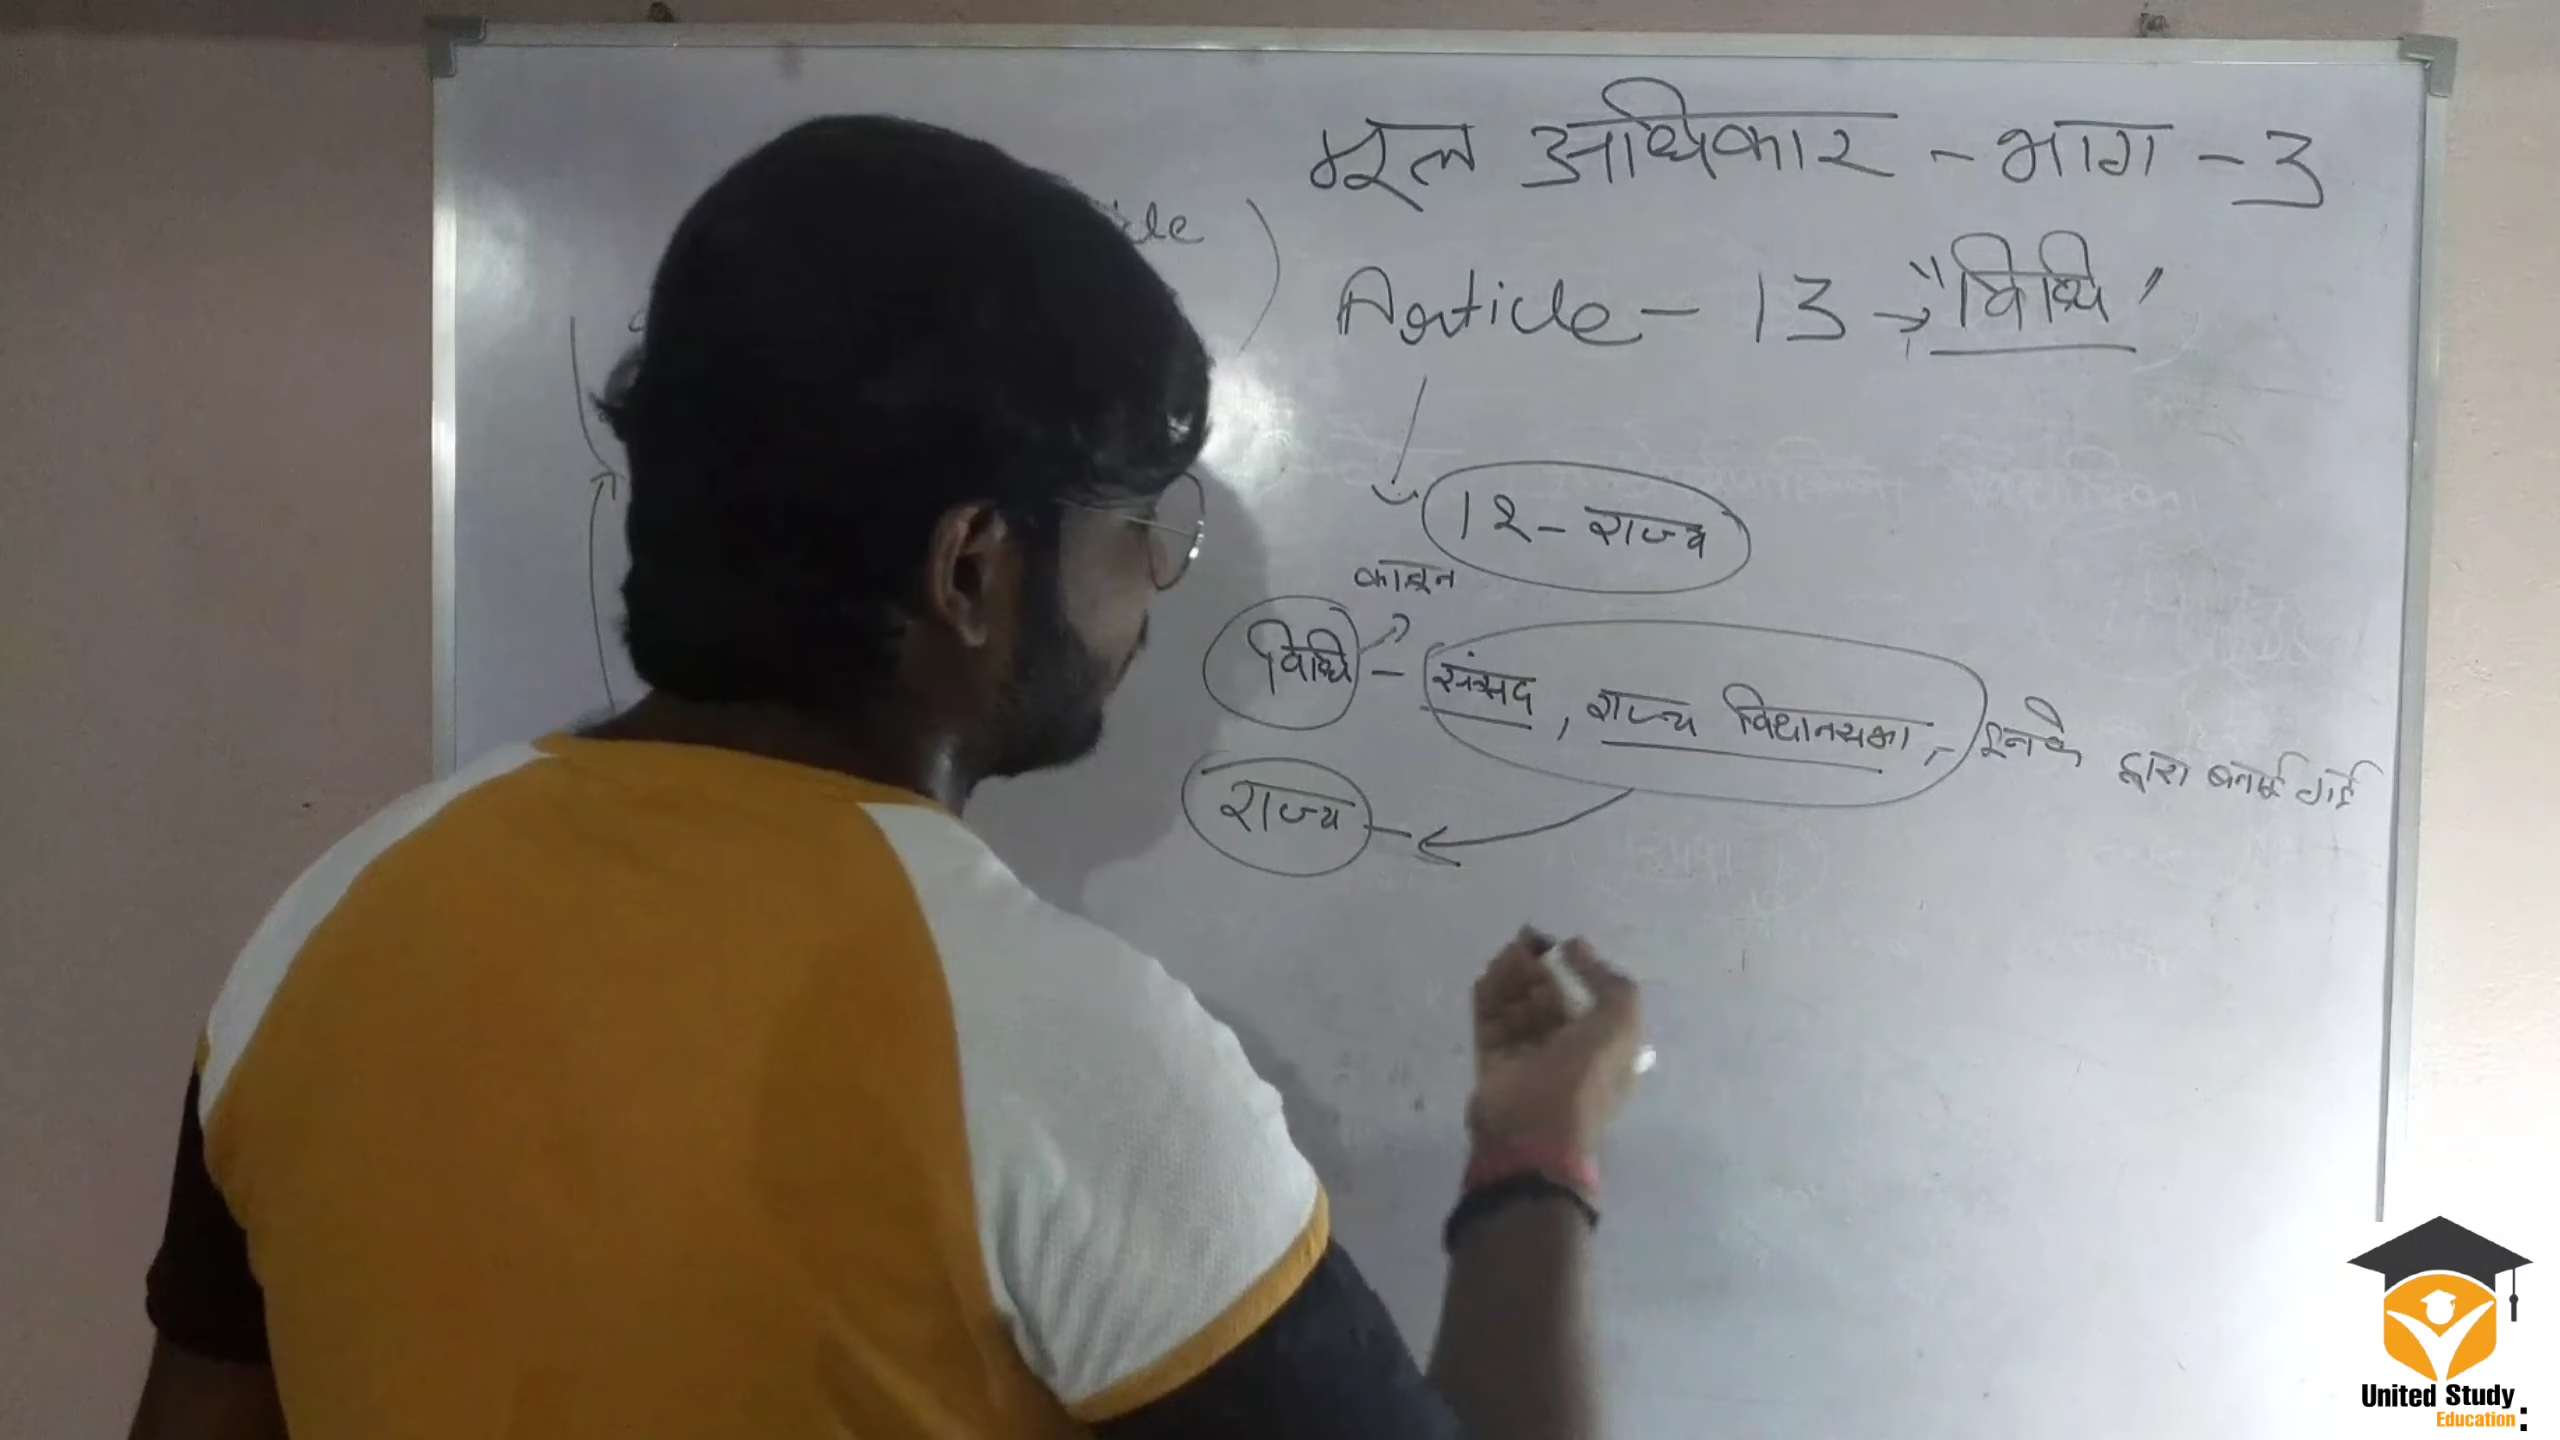 मूल अधिकार - भाग - 3
Article - 13 → "विधि"
12 - राज्य
कानून
विधि - संसद, राज्य विधानसभा, इनके द्वारा बनाई गई
राज्य -
United Study
Education